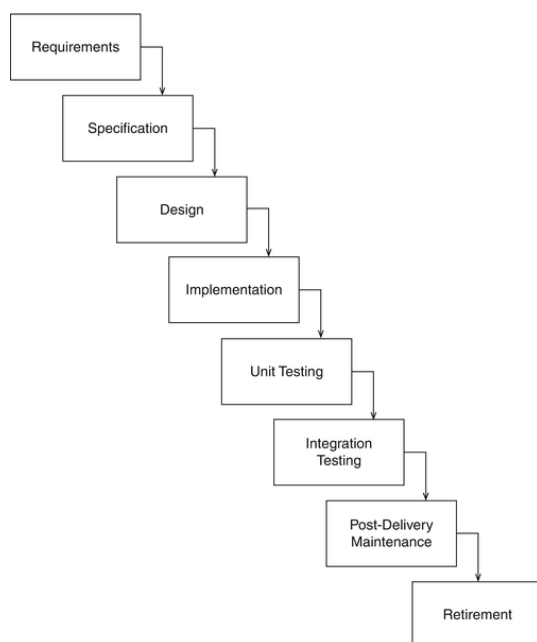 Requirements
Specification
Design
Implementation
Unit Testing
Integration
Testing
Post-Delivery
Maintenance
Retirement